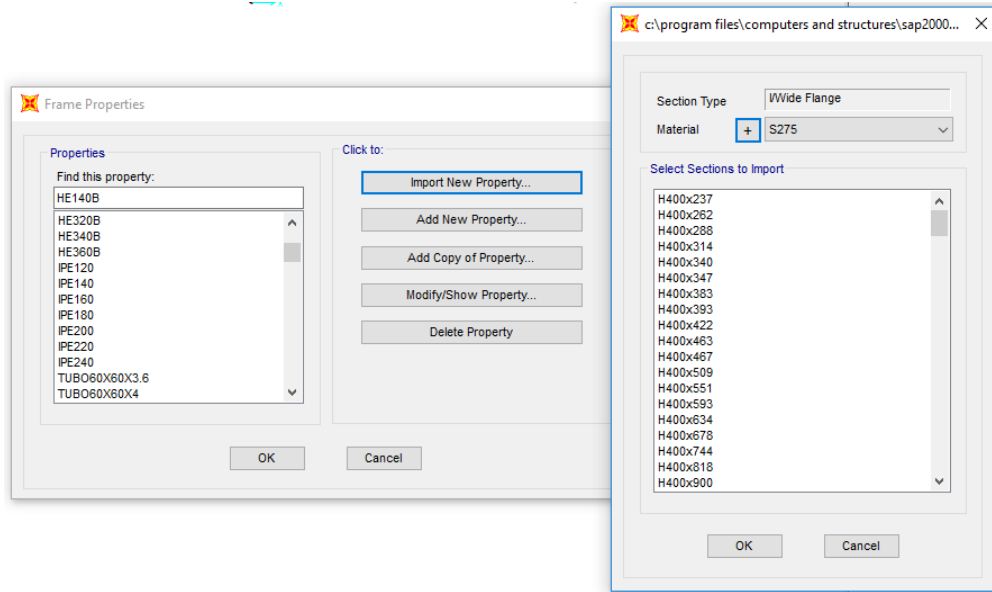 Frame Properties
Properties
Find this property:
HE140B
HE320B
HE340B
HE360B
IPE120
IPE140
IPE160
IPE180
IPE200
IPE220
IPE240
TUBO60X60X3.6
TUBO60X60X4
Click to:
Import New Property...
Add New Property...
Add Copy of Property...
Modify/Show Property...
Delete Property
OK
Cancel
c:\program files\computers and structures\sap2000...
Section Type
I/Wide Flange
Material
+
S275
Select Sections to Import
H400x237
H400x262
H400x288
H400x314
H400x340
H400x347
H400x383
H400x393
H400x422
H400x463
H400x467
H400x509
H400x551
H400x593
H400x634
H400x678
H400x744
H400x818
H400x900
OK
Cancel